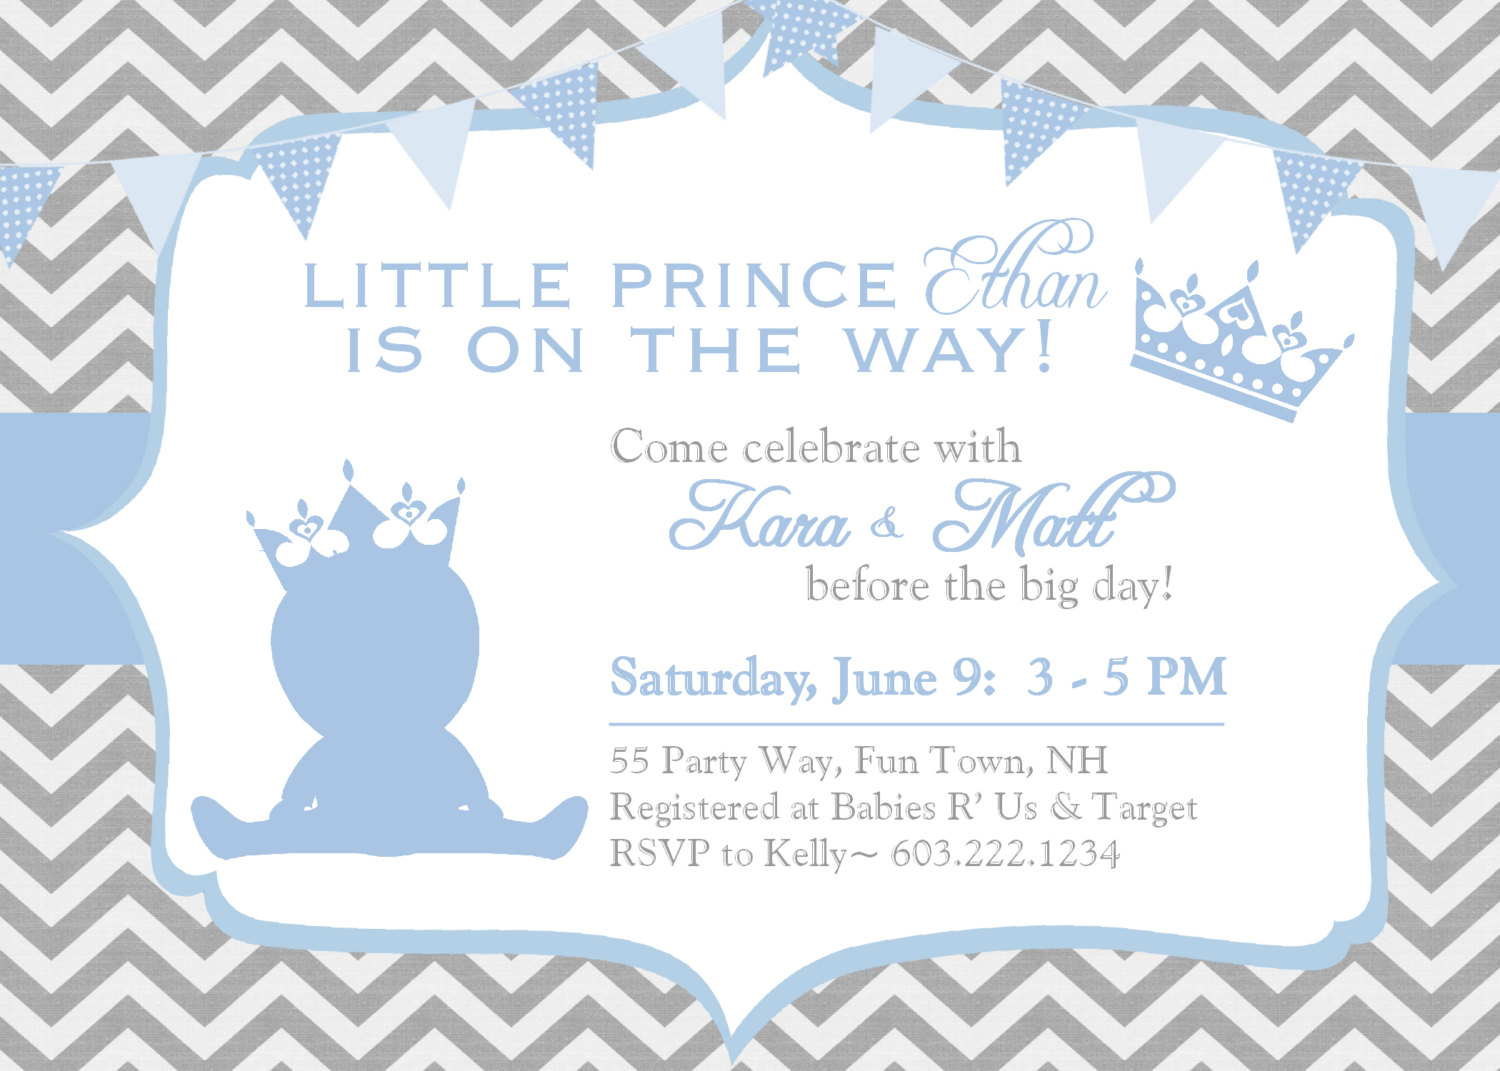 LITTLE PRINCE Ethan
IS ON THE WAY!
Come celebrate with
Kara & Matt
before the big day!
Saturday, June 9: 3 - 5 PM
55 Party Way, Fun Town, NH
Registered at Babies R' Us & Target
RSVP to Kelly~ 603.222.1234